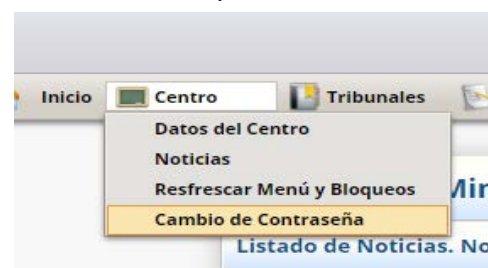 Inicio Centro Tribunales
Datos del Centro
Noticias
Resfrescar Menú y Bloqueos
Cambio de Contraseña
Listado de Noticias. No